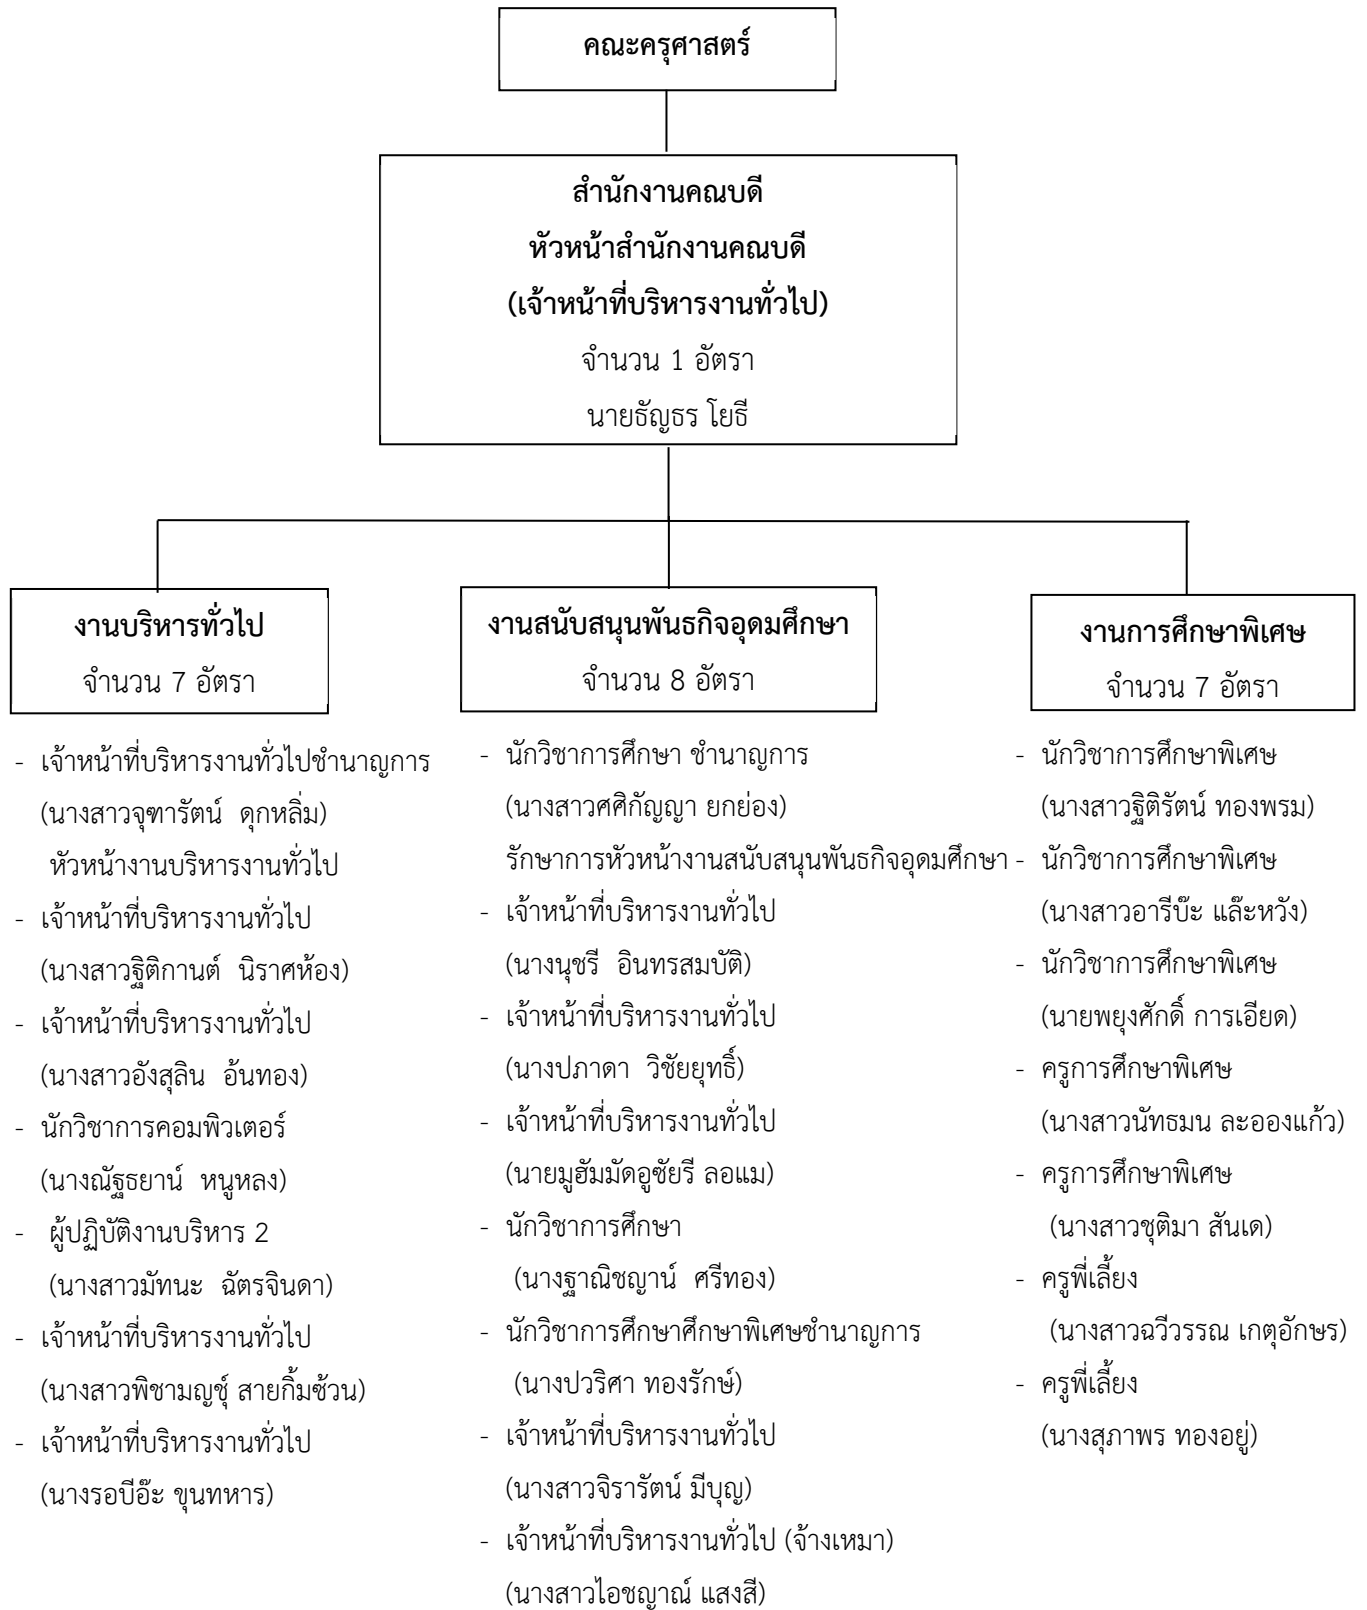 คณะครุศาสตร์
สำนักงานคณบดี
หัวหน้าสำนักงานคณบดี
(เจ้าหน้าที่บริหารงานทั่วไป)
จำนวน 1 อัตรา
นายธัญธร โยธี
งานบริหารทั่วไป
จำนวน 7 อัตรา
- เจ้าหน้าที่บริหารงานทั่วไปชำนาญการ
(นางสาวจุฑารัตน์ ดุกหลิ่ม)
หัวหน้างานบริหารงานทั่วไป
- เจ้าหน้าที่บริหารงานทั่วไป
(นางสาวฐิติกานต์ นิราศห้อง)
- เจ้าหน้าที่บริหารงานทั่วไป
(นางสาวอังสุลิน อ้นทอง)
- นักวิชาการคอมพิวเตอร์
(นางณัฐธยาน์ หนูหลง)
- ผู้ปฏิบัติงานบริหาร 2
(นางสาวมัทนะ ฉัตรจินดา)
- เจ้าหน้าที่บริหารงานทั่วไป
(นางสาวพิชามญชุ์ สายกิ้มซ้วน)
- เจ้าหน้าที่บริหารงานทั่วไป
(นางรอบีอ๊ะ ขุนทหาร)
งานสนับสนุนพันธกิจอุดมศึกษา
จำนวน 8 อัตรา
- นักวิชาการศึกษา ชำนาญการ
(นางสาวศศิกัญญา ยกย่อง)
รักษาการหัวหน้างานสนับสนุนพันธกิจอุดมศึกษา
- เจ้าหน้าที่บริหารงานทั่วไป
(นางนุชรี อินทรสมบัติ)
- เจ้าหน้าที่บริหารงานทั่วไป
(นางปภาดา วิชัยยุทธิ์)
- เจ้าหน้าที่บริหารงานทั่วไป
(นายมูฮัมมัดอูซัยรี ลอแม)
- นักวิชาการศึกษา
(นางฐาณิชญาน์ ศรีทอง)
- นักวิชาการศึกษาศึกษาพิเศษชำนาญการ
(นางปวริศา ทองรักษ์)
- เจ้าหน้าที่บริหารงานทั่วไป
(นางสาวจิรารัตน์ มีบุญ)
- เจ้าหน้าที่บริหารงานทั่วไป (จ้างเหมา)
(นางสาวไอชญาณ์ แสงสี)
งานการศึกษาพิเศษ
จำนวน 7 อัตรา
- นักวิชาการศึกษาพิเศษ
(นางสาวฐิติรัตน์ ทองพรม)
- นักวิชาการศึกษาพิเศษ
(นางสาวอารีบ๊ะ แล๊ะหวัง)
- นักวิชาการศึกษาพิเศษ
(นายพยุงศักดิ์ การเอียด)
- ครูการศึกษาพิเศษ
(นางสาวนัทธมน ละอองแก้ว)
- ครูการศึกษาพิเศษ
(นางสาวชุติมา สันเด)
- ครูพี่เลี้ยง
(นางสาวฉวีวรรณ เกตุอักษร)
- ครูพี่เลี้ยง
(นางสุภาพร ทองอยู่)